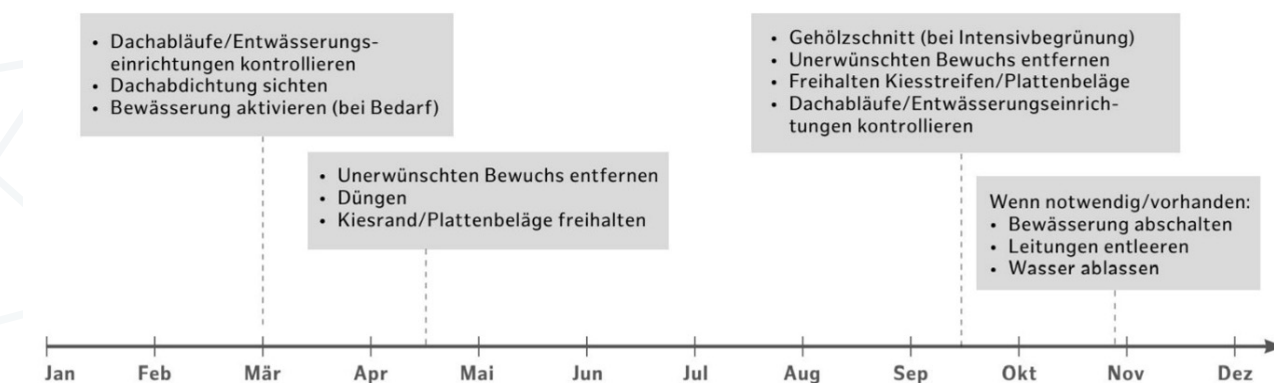 • Dachabläufe/Entwässerungs-
einrichtungen kontrollieren
• Dachabdichtung sichten
• Bewässerung aktivieren (bei Bedarf)
• Unerwünschten Bewuchs entfernen
• Düngen
• Kiesrand/Plattenbeläge freihalten
• Gehölzschnitt (bei Intensivbegrünung)
• Unerwünschten Bewuchs entfernen
• Freihalten Kiesstreifen/Plattenbeläge
• Dachabläufe/Entwässerungseinrich-
tungen kontrollieren
Wenn notwendig/vorhanden:
• Bewässerung abschalten
• Leitungen entleeren
• Wasser ablassen
Jan Feb Mär Apr Mai Jun Jul Aug Sep Okt Nov Dez